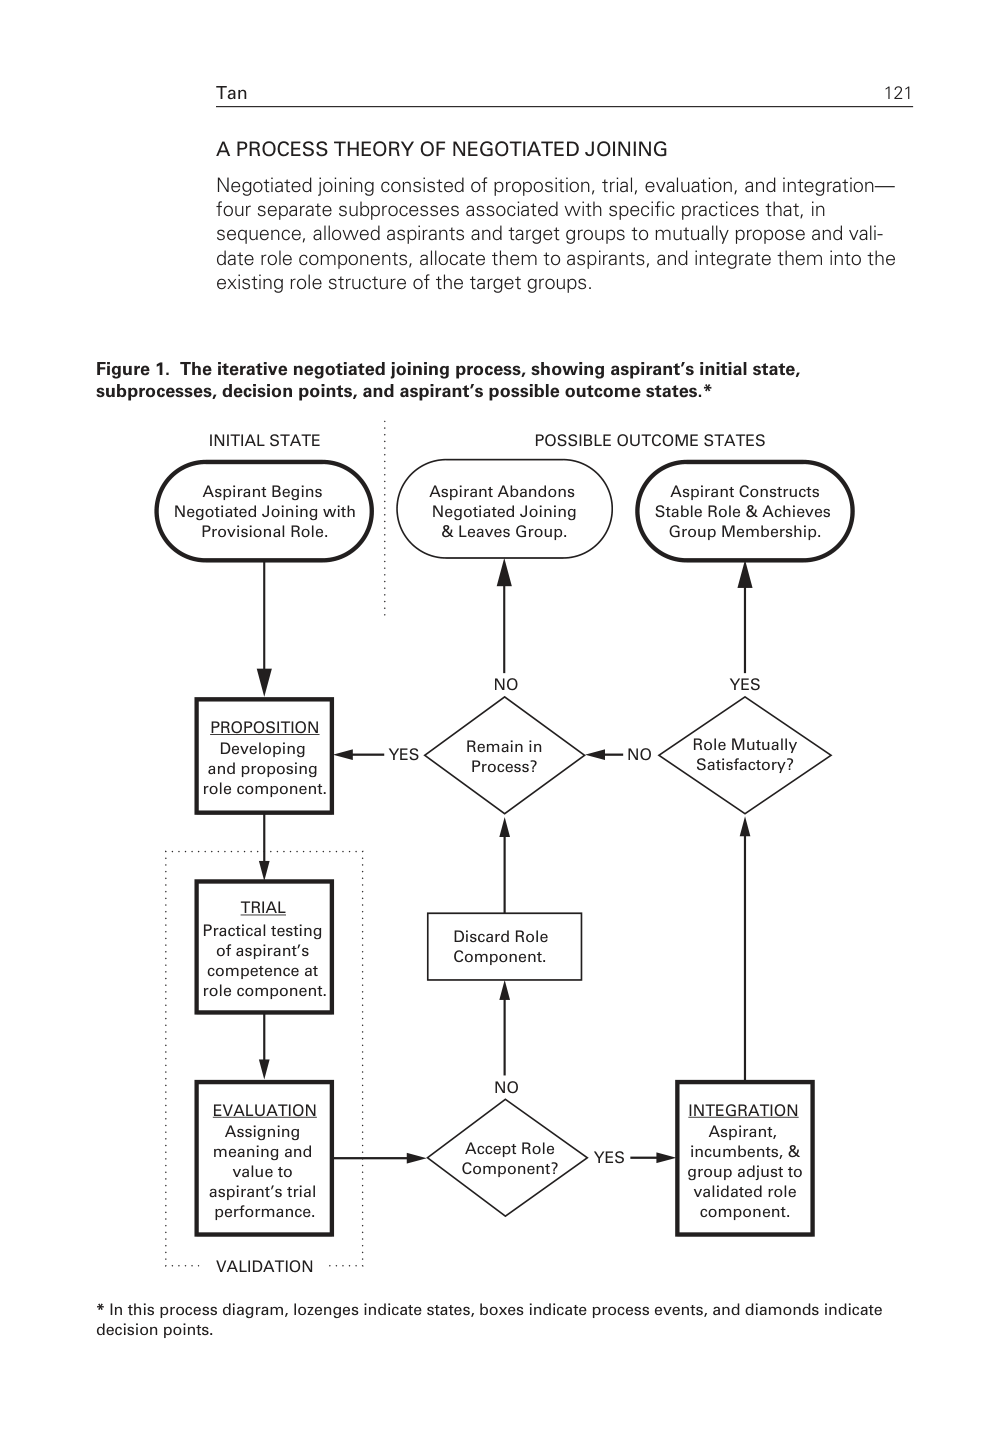 Tan
121
A PROCESS THEORY OF NEGOTIATED JOINING
Negotiated joining consisted of proposition, trial, evaluation, and integration—
four separate subprocesses associated with specific practices that, in
sequence, allowed aspirants and target groups to mutually propose and vali-
date role components, allocate them to aspirants, and integrate them into the
existing role structure of the target groups.
Figure 1. The iterative negotiated joining process, showing aspirant’s initial state,
subprocesses, decision points, and aspirant’s possible outcome states.*
INITIAL STATE
POSSIBLE OUTCOME STATES
Aspirant Begins
Negotiated Joining with
Provisional Role.
Aspirant Abandons
Negotiated Joining
& Leaves Group.
Aspirant Constructs
Stable Role & Achieves
Group Membership.
NO
YES
PROPOSITION
Developing
and proposing
role component.
YES
Remain in
Process?
NO
Role Mutually
Satisfactory?
TRIAL
Practical testing
of aspirant’s
competence at
role component.
Discard Role
Component.
NO
EVALUATION
Assigning
meaning and
value to
aspirant’s trial
performance.
Accept Role
Component?
YES
INTEGRATION
Aspirant,
incumbents, &
group adjust to
validated role
component.
VALIDATION
* In this process diagram, lozenges indicate states, boxes indicate process events, and diamonds indicate
decision points.